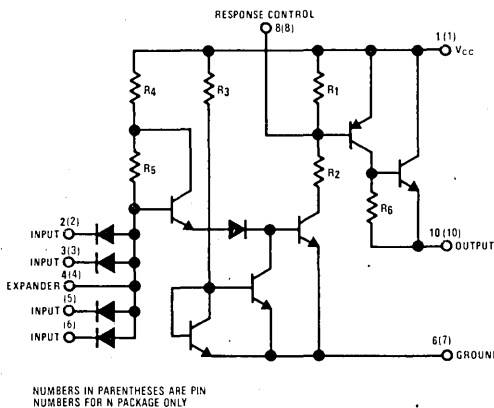 RESPONSE CONTROL
8(8)
1(1)
VCC
R4
R3
R1
R5
R2
R6
2(2)
INPUT
3(3)
INPUT
4(4)
EXPANDER
(5)
INPUT
(6)
INPUT
10(10)
OUTPUT
6(7)
GROUND
NUMBERS IN PARENTHESES ARE PIN
NUMBERS FOR N PACKAGE ONLY